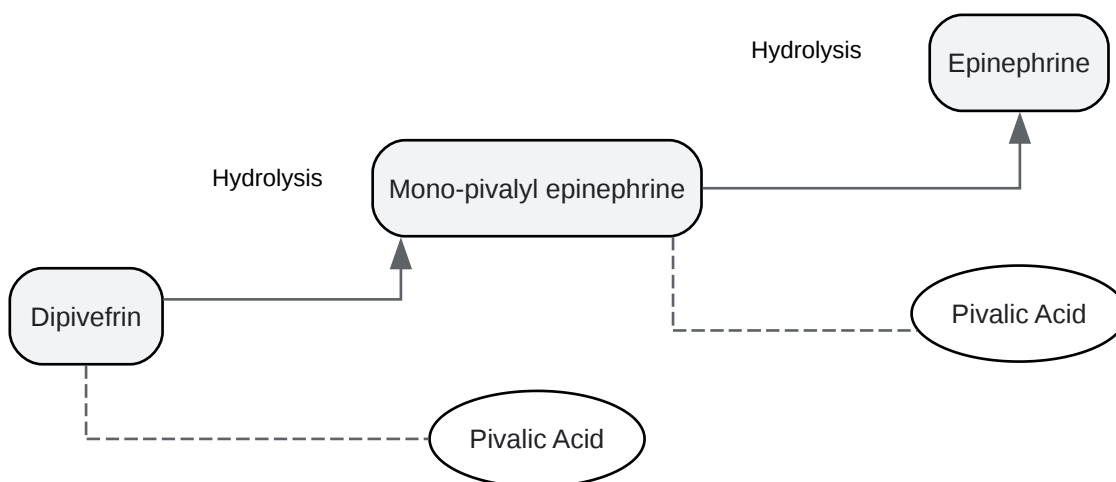 Hydrolysis
Epinephrine
Hydrolysis
Mono-pivalyl epinephrine
Dipivefrin
Pivalic Acid
Pivalic Acid